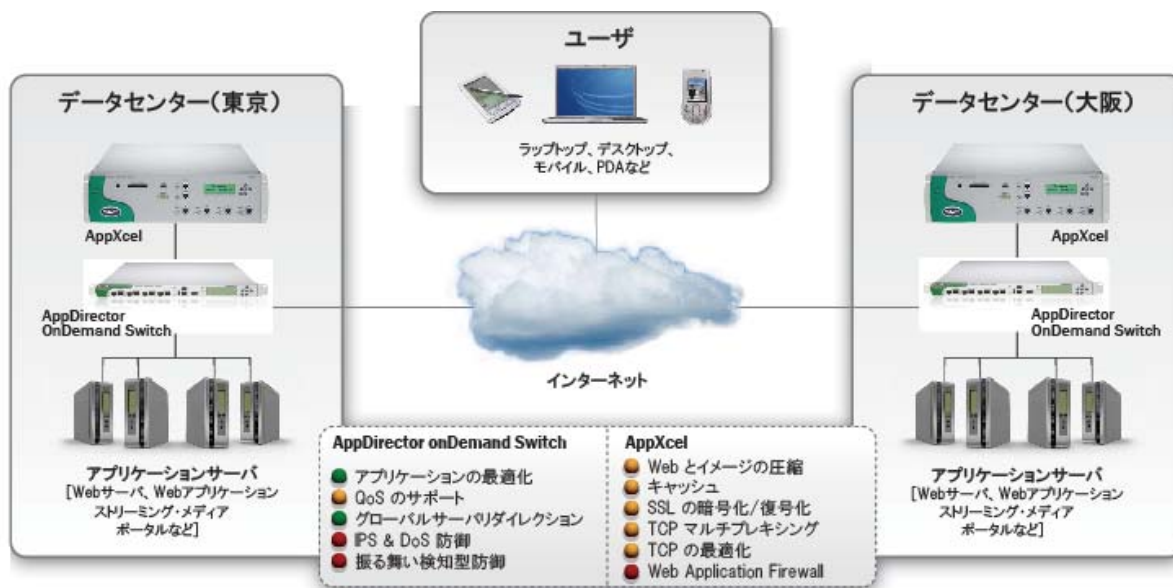 ユーザ
ラップトップ、デスクトップ、
モバイル、PDAなど
データセンター(東京)
AppXcel
AppDirector
OnDemand Switch
アプリケーションサーバ
[Webサーバ、Webアプリケーション
ストリーミング・メディア
ポータルなど]
インターネット
データセンター(大阪)
AppXcel
AppDirector
OnDemand Switch
アプリケーションサーバ
[Webサーバ、Webアプリケーション
ストリーミング・メディア
ポータルなど]
AppDirector onDemand Switch
アプリケーションの最適化
QoS のサポート
グローバルサーバリダイレクション
IPS & DoS 防御
振る舞い検知型防御
AppXcel
Web とイメージの圧縮
キャッシュ
SSL の暗号化/復号化
TCP マルチプレキシング
TCP の最適化
Web Application Firewall